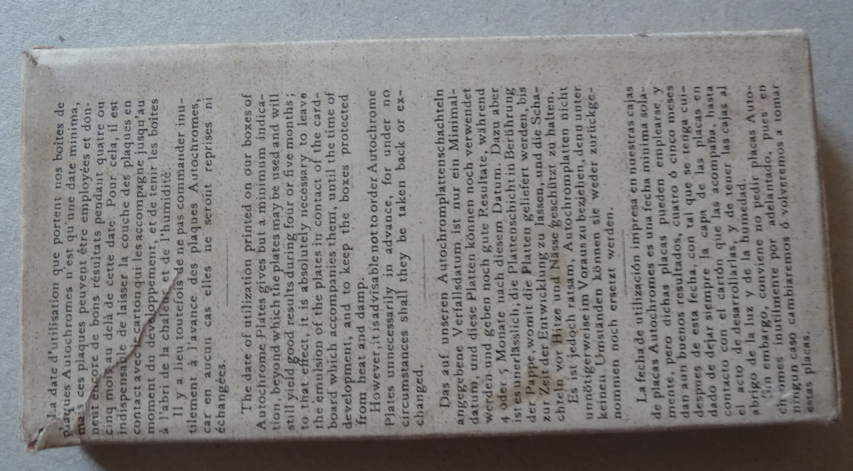 La date d'utilisation que portent nos boîtes de
plaques Autochromes n'est qu'une date minima,
mais ces plaques peuvent être employées et don-
nent encore de bons résultats pendant quatre ou
cinq mois au delà de cette date. Pour cela, il est
indispensable de laisser la couche des plaques en
contact avec le carton qui les accompagne jusqu'au
moment du développement, et de tenir les boîtes
à l'abri de la chaleur et de l'humidité.
Il y a lieu toutefois de ne pas commander inu-
tilement à l'avance des plaques Autochromes,
car en aucun cas elles ne seront reprises ni
échangées.
The date of utilization printed on our boxes of
Autochrome Plates gives but a minimum indica-
tion beyond which the plates may be used and will
still yield good results during four or five months;
to that effect, it is absolutely necessary to leave
the emulsion of the plates in contact of the card-
board which accompanies them, until the time of
development, and to keep the boxes protected
from heat and damp.
However, it is advisable not to order Autochrome
Plates unnecessarily in advance, for under no
circumstances shall they be taken back or ex-
changed.
Das auf unseren Autochromplattenschachteln
angegebene Verfallsdatum ist nur ein Minimal-
datum, und diese Platten können noch verwendet
werden und geben noch gute Resultate, während
4 oder 5 Monate nach diesem Datum. Dazu aber
ist es unerlässlich, die Plattenschicht in Berührung
der Pappe, womit die Platten geliefert werden, bis
zur Zeit der Entwicklung zu lassen, und die Scha-
chteln vor Hitze und Nässe geschützt zu halten.
Es ist jedoch ratsam, Autochromplatten nicht
unnötigerweise im Voraus zu beziehen, denn unter
keinen Umständen können sie weder zurückge-
nommen noch ersetzt werden.
La fecha de utilización impresa en nuestras cajas
de placas Autochromes es una fecha mínima sola-
mente, pero dichas placas pueden emplearse y
dan aun buenos resultados, cuatro ó cinco meses
despues de esta fecha, con tal que se tenga cui-
dado de dejar siempre la capa de las placas en
contacto con el cartón que las acompaña, hasta
el acto de desarrollarlas, y de tener las cajas al
abrigo de la luz y de la humedad.
Sin embargo, conviene no pedir placas Auto-
chromes inutilmente por adelantado, pues en
ningun caso cambiaremos ó volveremos a tomar
estas placas.